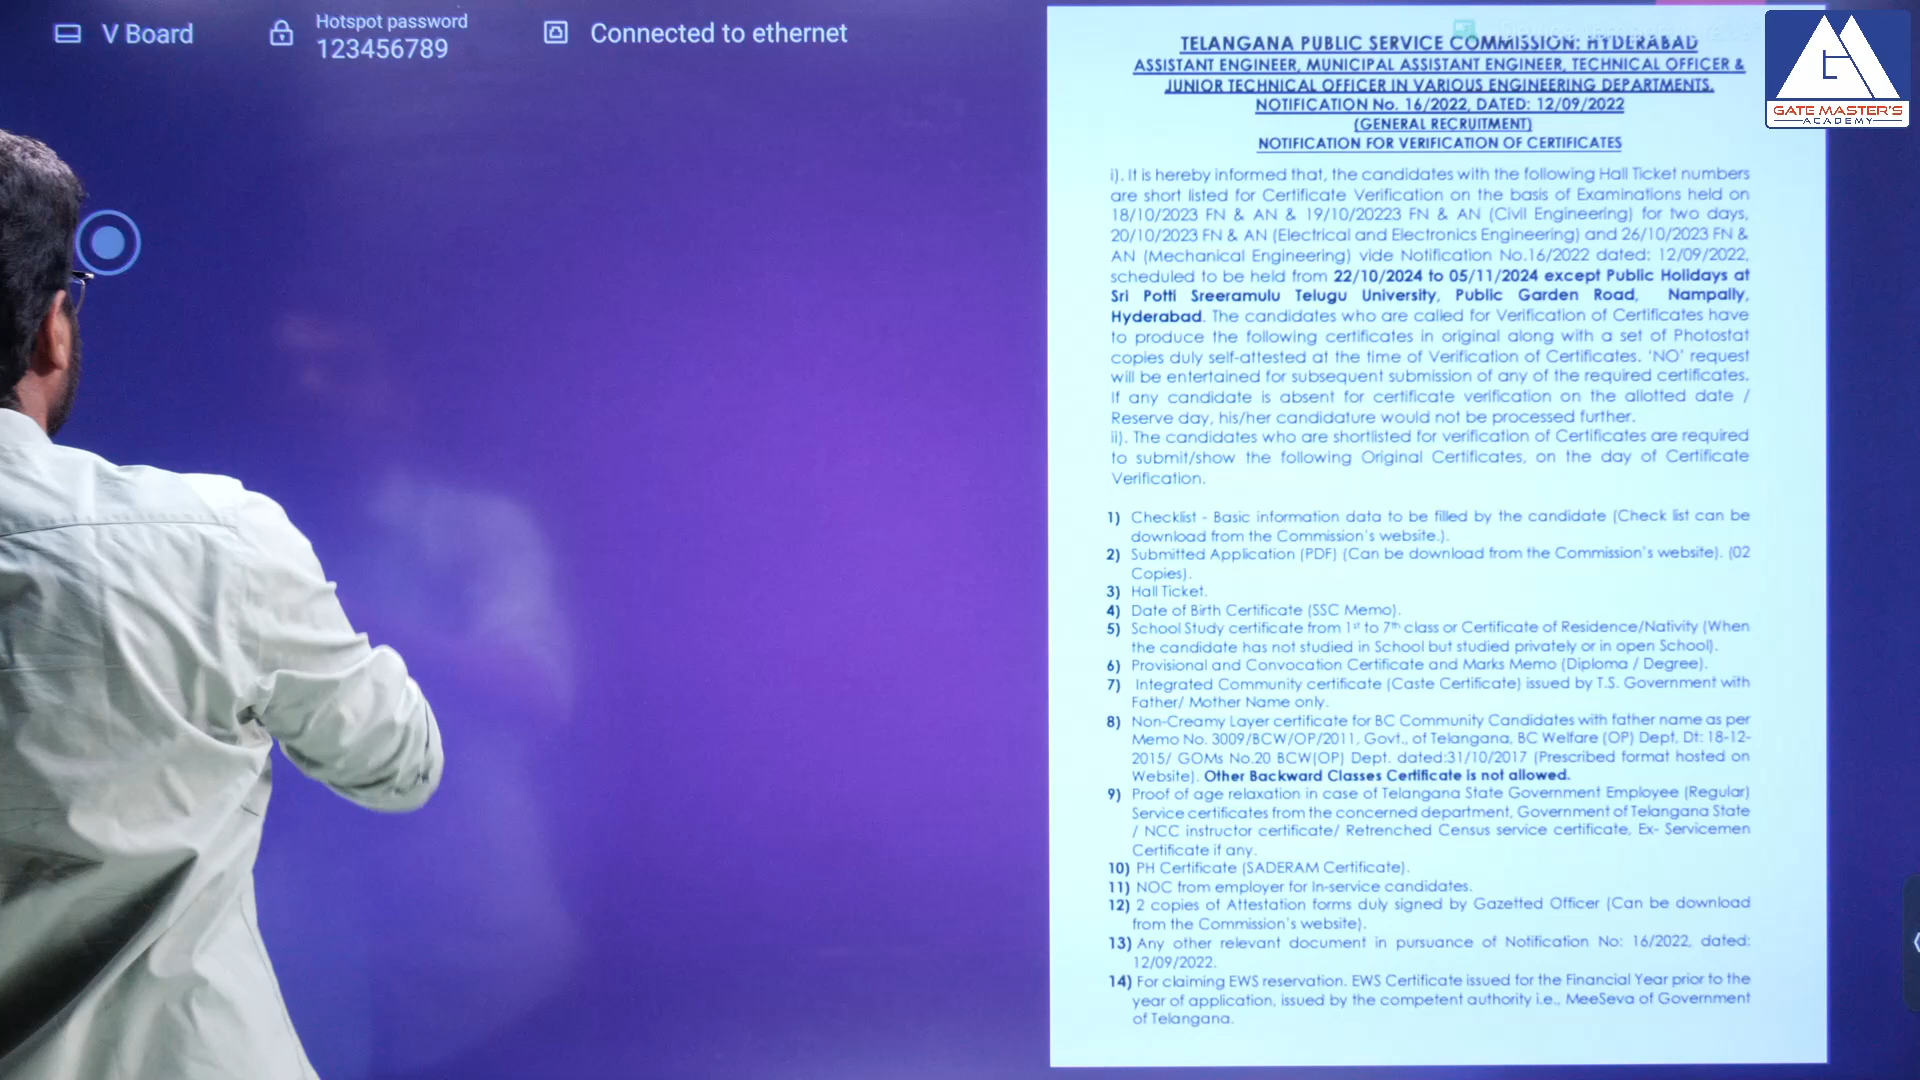 V Board
Hotspot password
123456789
Connected to ethernet
GATE MASTER'S
ACADEMY
TELANGANA PUBLIC SERVICE COMMISSION: HYDERABAD
ASSISTANT ENGINEER, MUNICIPAL ASSISTANT ENGINEER, TECHNICAL OFFICER &
JUNIOR TECHNICAL OFFICER IN VARIOUS ENGINEERING DEPARTMENTS.
NOTIFICATION No. 16/2022, DATED: 12/09/2022
(GENERAL RECRUITMENT)
NOTIFICATION FOR VERIFICATION OF CERTIFICATES
i). It is hereby informed that, the candidates with the following Hall Ticket numbers
are short listed for Certificate Verification on the basis of Examinations held on
18/10/2023 FN & AN & 19/10/20223 FN & AN (Civil Engineering) for two days,
20/10/2023 FN & AN (Electrical and Electronics Engineering) and 26/10/2023 FN &
AN (Mechanical Engineering) vide Notification No.16/2022 dated: 12/09/2022,
scheduled to be held from 22/10/2024 to 05/11/2024 except Public Holidays at
Sri Potti Sreeramulu Telugu University, Public Garden Road, Nampally,
Hyderabad. The candidates who are called for Verification of Certificates have
to produce the following certificates in original along with a set of Photostat
copies duly self-attested at the time of Verification of Certificates. 'NO' request
will be entertained for subsequent submission of any of the required certificates.
If any candidate is absent for certificate verification on the allotted date /
Reserve day, his/her candidature would not be processed further.
ii). The candidates who are shortlisted for verification of Certificates are required
to submit/show the following Original Certificates, on the day of Certificate
Verification.
1) Checklist - Basic information data to be filled by the candidate (Check list can be
download from the Commission's website.).
2) Submitted Application (PDF) (Can be download from the Commission's website). (02
Copies).
3) Hall Ticket.
4) Date of Birth Certificate (SSC Memo).
5) School Study certificate from 1st to 7th class or Certificate of Residence/Nativity (When
the candidate has not studied in School but studied privately or in open School).
6) Provisional and Convocation Certificate and Marks Memo (Diploma / Degree).
7) Integrated Community certificate (Caste Certificate) issued by T.S. Government with
Father/ Mother Name only.
8) Non-Creamy Layer certificate for BC Community Candidates with father name as per
Memo No. 3009/BCW/OP/2011, Govt., of Telangana, BC Welfare (OP) Dept, Dt: 18-12-
2015/ GOMs No.20 BCW(OP) Dept. dated:31/10/2017 (Prescribed format hosted on
Website). Other Backward Classes Certificate is not allowed.
9) Proof of age relaxation in case of Telangana State Government Employee (Regular)
Service certificates from the concerned department, Government of Telangana State
/ NCC instructor certificate/ Retrenched Census service certificate, Ex- Servicemen
Certificate if any.
10) PH Certificate (SADERAM Certificate).
11) NOC from employer for In-service candidates.
12) 2 copies of Attestation forms duly signed by Gazetted Officer (Can be download
from the Commission's website).
13) Any other relevant document in pursuance of Notification No: 16/2022, dated:
12/09/2022.
14) For claiming EWS reservation, EWS Certificate issued for the Financial Year prior to the
year of application, issued by the competent authority i.e., MeeSeva of Government
of Telangana.